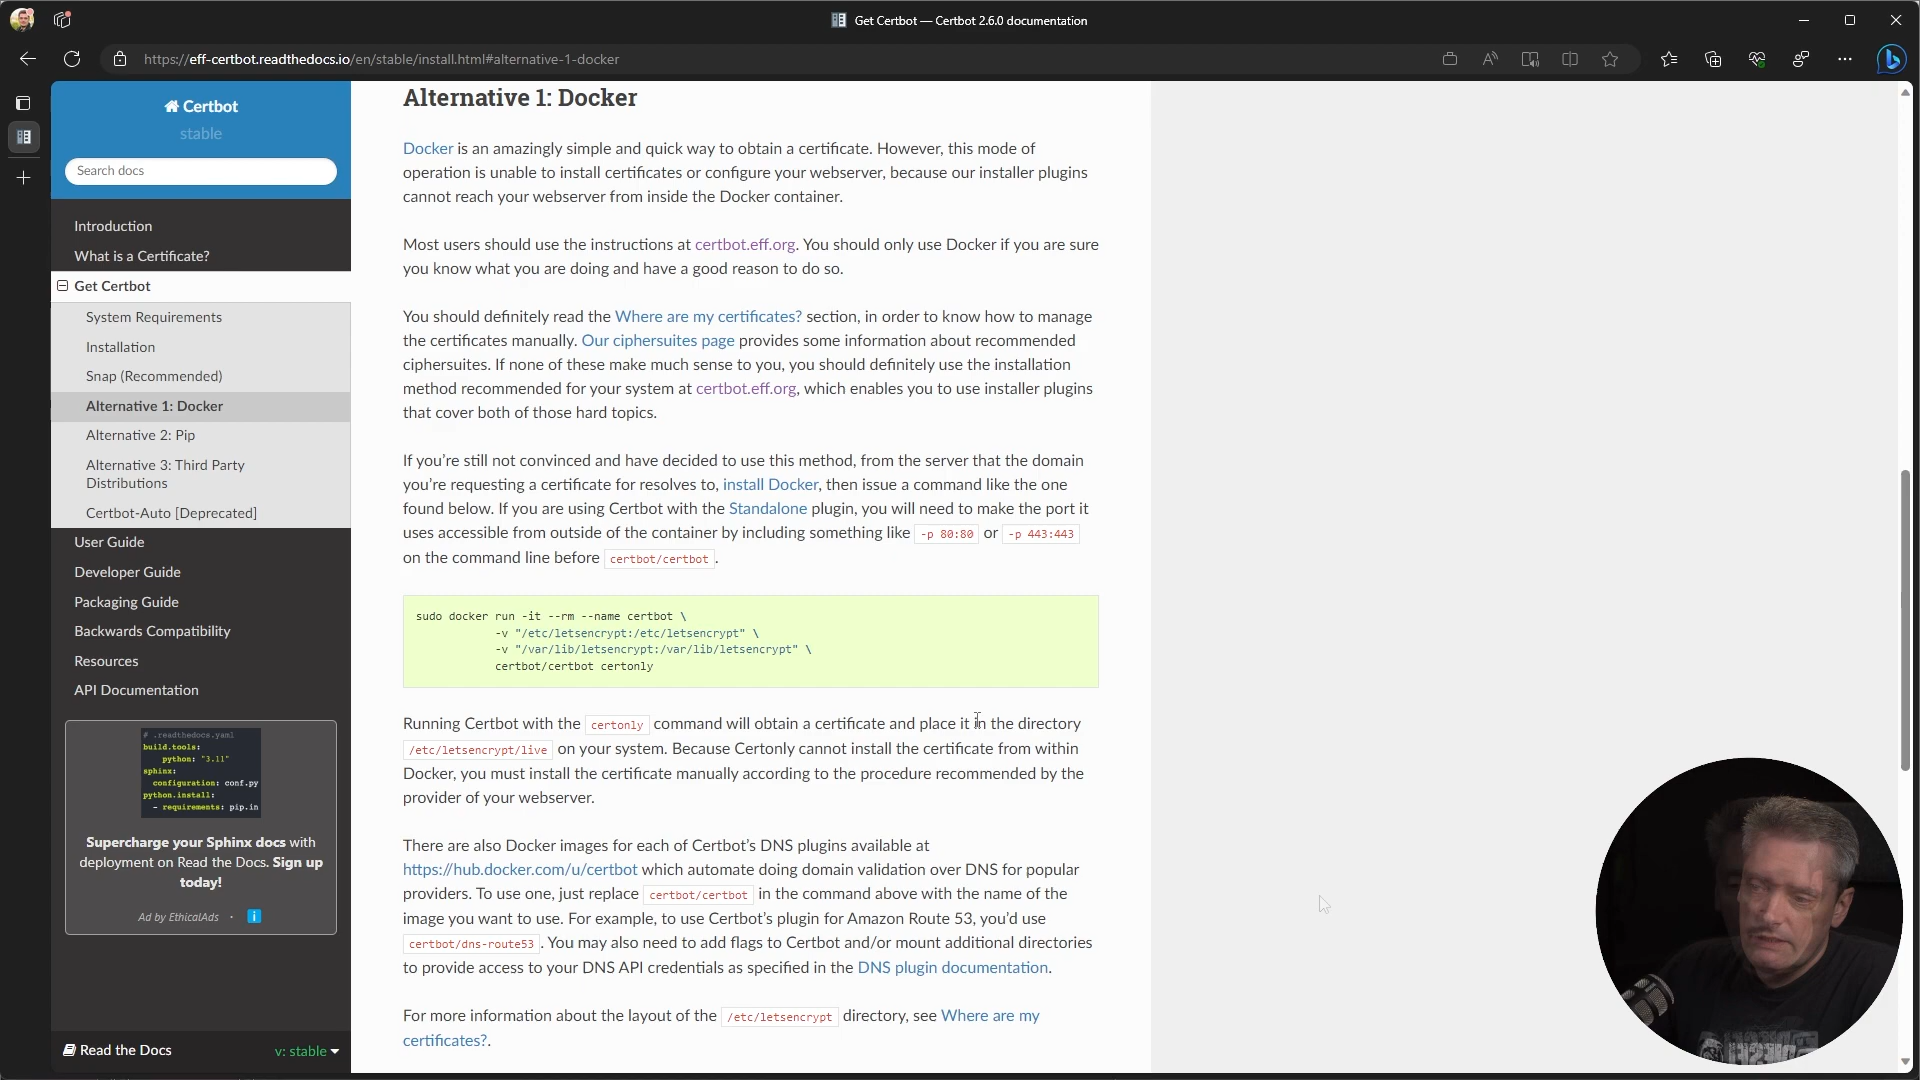 Get Certbot — Certbot 2.6.0 documentation
https://eff-certbot.readthedocs.io/en/stable/install.html#alternative-1-docker
Certbot
stable
Search docs
Introduction
What is a Certificate?
Get Certbot
System Requirements
Installation
Snap (Recommended)
Alternative 1: Docker
Alternative 2: Pip
Alternative 3: Third Party
Distributions
Certbot-Auto [Deprecated]
User Guide
Developer Guide
Packaging Guide
Backwards Compatibility
Resources
API Documentation
# .readthedocs.yaml
build.tools:
python: "3.11"
sphinx:
configuration: conf.py
python.install:
- requirements: pip.in
Supercharge your Sphinx docs with
deployment on Read the Docs. Sign up
today!
Ad by EthicalAds · i
Read the Docs
v: stable
Alternative 1: Docker
Docker is an amazingly simple and quick way to obtain a certificate. However, this mode of
operation is unable to install certificates or configure your webserver, because our installer plugins
cannot reach your webserver from inside the Docker container.
Most users should use the instructions at certbot.eff.org. You should only use Docker if you are sure
you know what you are doing and have a good reason to do so.
You should definitely read the Where are my certificates? section, in order to know how to manage
the certificates manually. Our ciphersuites page provides some information about recommended
ciphersuites. If none of these make much sense to you, you should definitely use the installation
method recommended for your system at certbot.eff.org, which enables you to use installer plugins
that cover both of those hard topics.
If you're still not convinced and have decided to use this method, from the server that the domain
you're requesting a certificate for resolves to, install Docker, then issue a command like the one
found below. If you are using Certbot with the Standalone plugin, you will need to make the port it
uses accessible from outside of the container by including something like -p 80:80 or -p 443:443
on the command line before certbot/certbot.
sudo docker run -it --rm --name certbot \
-v "/etc/letsencrypt:/etc/letsencrypt" \
-v "/var/lib/letsencrypt:/var/lib/letsencrypt" \
certbot/certbot certonly
Running Certbot with the certonly command will obtain a certificate and place it in the directory
/etc/letsencrypt/live on your system. Because Certonly cannot install the certificate from within
Docker, you must install the certificate manually according to the procedure recommended by the
provider of your webserver.
There are also Docker images for each of Certbot's DNS plugins available at
https://hub.docker.com/u/certbot which automate doing domain validation over DNS for popular
providers. To use one, just replace certbot/certbot in the command above with the name of the
image you want to use. For example, to use Certbot's plugin for Amazon Route 53, you'd use
certbot/dns-route53. You may also need to add flags to Certbot and/or mount additional directories
to provide access to your DNS API credentials as specified in the DNS plugin documentation.
For more information about the layout of the /etc/letsencrypt directory, see Where are my
certificates?.